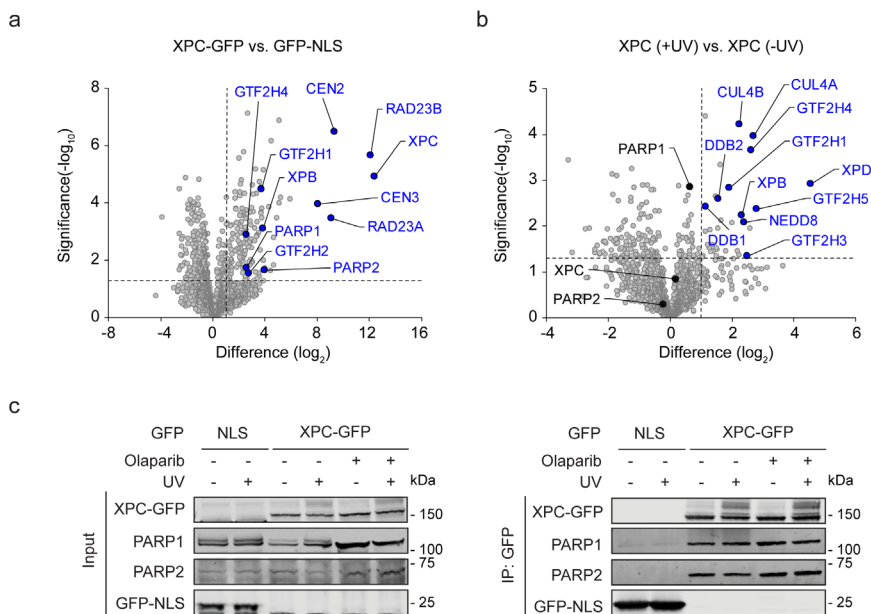 a
XPC-GFP vs. GFP-NLS
Significance(-log10)
8
6
4
2
0
-8
-4
0
4
8
12
16
Difference (log2)
GTF2H4
CEN2
RAD23B
XPC
GTF2H1
XPB
CEN3
PARP1
RAD23A
GTF2H2
PARP2
b
XPC (+UV) vs. XPC (-UV)
Significance(-log10)
5
4
3
2
1
0
-4
-2
0
2
4
6
Difference (log2)
CUL4B
CUL4A
GTF2H4
PARP1
DDB2
GTF2H1
XPD
XPB
GTF2H5
NEDD8
DDB1
GTF2H3
XPC
PARP2
c
GFP NLS XPC-GFP
Olaparib - - - - + +
UV - + - + - + kDa
Input
XPC-GFP - 150
PARP1 - 100
- 75
PARP2
GFP-NLS - 25
GFP NLS XPC-GFP
Olaparib - - - - + +
UV - + - + - + kDa
IP: GFP
XPC-GFP - 150
PARP1 - 100
- 75
PARP2
GFP-NLS - 25